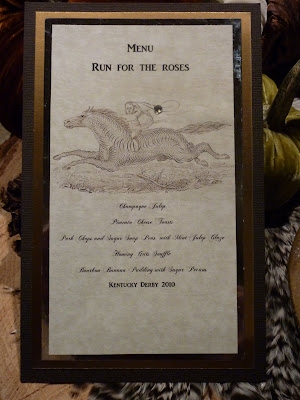 Menu
Run for the roses
Champagne Julep
Pimento Cheese Toasts
Pork Chops and Sugar Snap Peas with Mint Julep Glaze
Hominy Grits Souffle
Bourbon Banana Pudding with Sugar Pecans
Kentucky Derby 2010